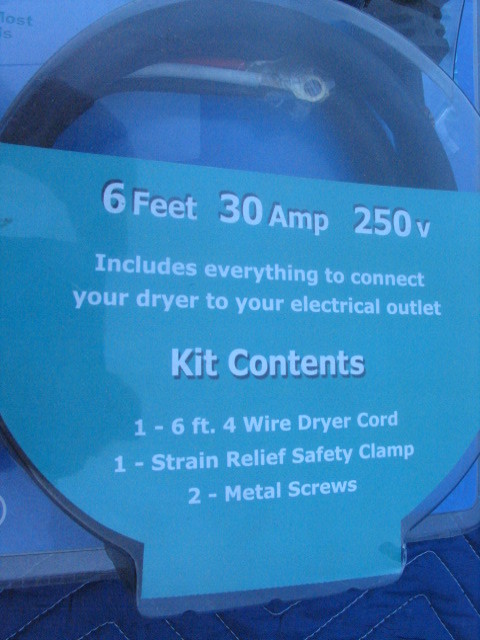 Most
6 Feet 30 Amp 250 v
Includes everything to connect
your dryer to your electrical outlet
Kit Contents
1 - 6 ft. 4 Wire Dryer Cord
1 - Strain Relief Safety Clamp
2 - Metal Screws